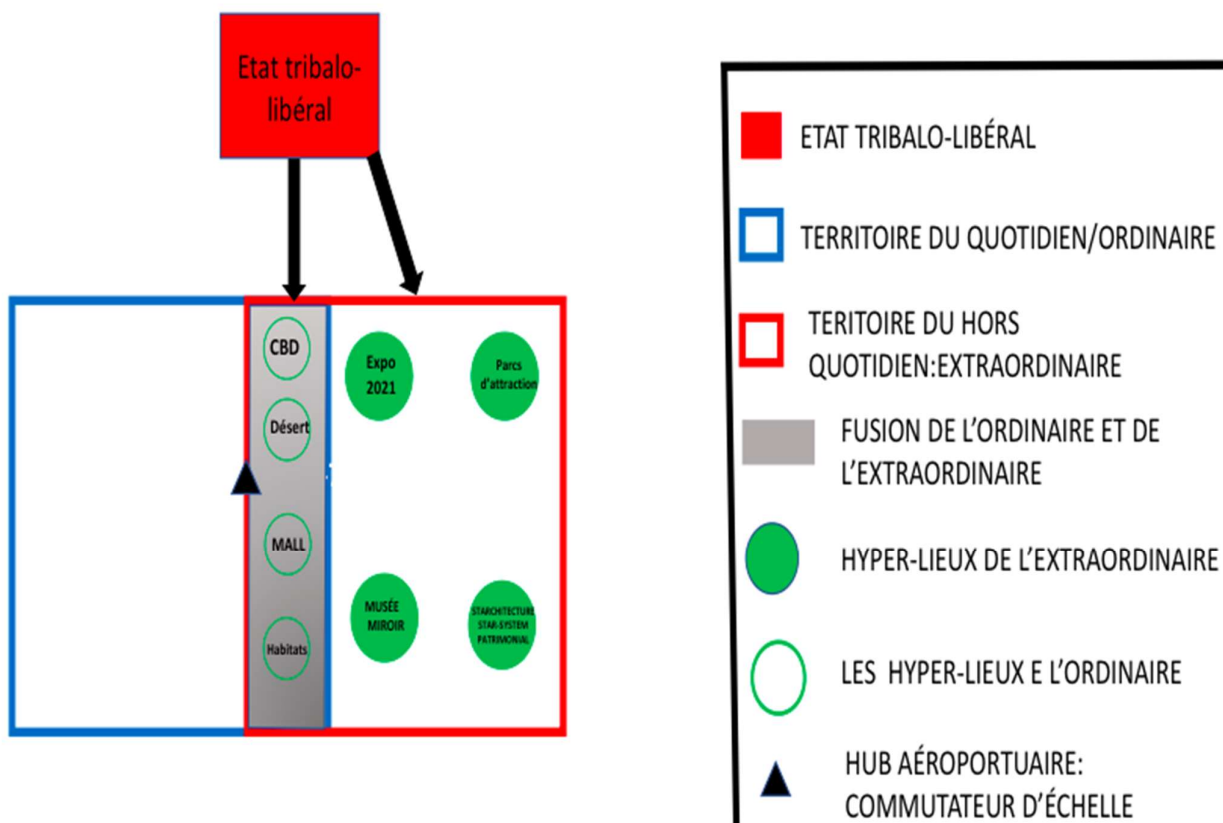 Etat tribalo-
libéral
CBD
Désert
MALL
Habitats
Expo
2021
Parcs
d'attraction
MUSÉE
MIROIR
STARCHITECTURE
STAR-SYSTEM
PATRIMONIAL
ETAT TRIBALO-LIBÉRAL
TERRITOIRE DU QUOTIDIEN/ORDINAIRE
TERITOIRE DU HORS
QUOTIDIEN:EXTRAORDINAIRE
FUSION DE L'ORDINAIRE ET DE
L'EXTRAORDINAIRE
HYPER-LIEUX DE L'EXTRAORDINAIRE
LES HYPER-LIEUX E L'ORDINAIRE
HUB AÉROPORTUAIRE:
COMMUTATEUR D'ÉCHELLE